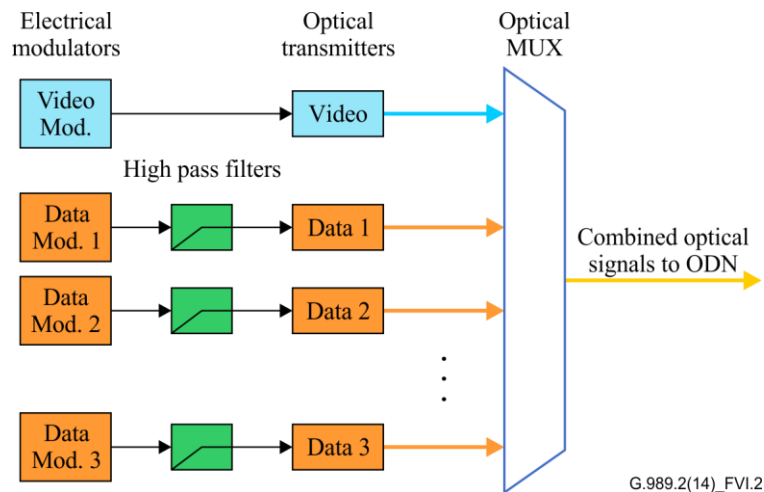 Electrical
modulators
Optical
transmitters
Optical
MUX
Video
Mod.
Video
High pass filters
Data
Mod. 1
Data 1
Combined optical
signals to ODN
Data
Mod. 2
Data 2
Data
Mod. 3
Data 3
G.989.2(14)_FVI.2